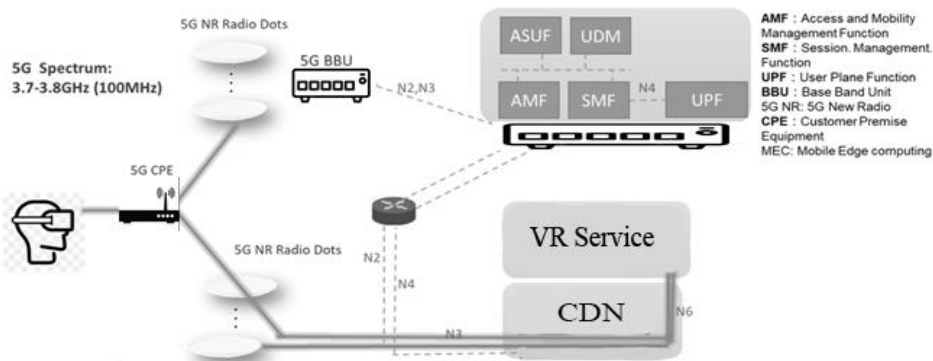 5G NR Radio Dots
5G Spectrum:
3.7-3.8GHz (100MHz)
5G BBU
N2,N3
ASUF
UDM
AMF
SMF
N4
UPF
AMF : Access and Mobility
Management Function
SMF : Session. Management.
Function
UPF : User Plane Function
BBU : Base Band Unit
5G NR: 5G New Radio
CPE : Customer Premise
Equipment
MEC: Mobile Edge computing
5G CPE
5G NR Radio Dots
N2
N4
N3
VR Service
CDN
N6